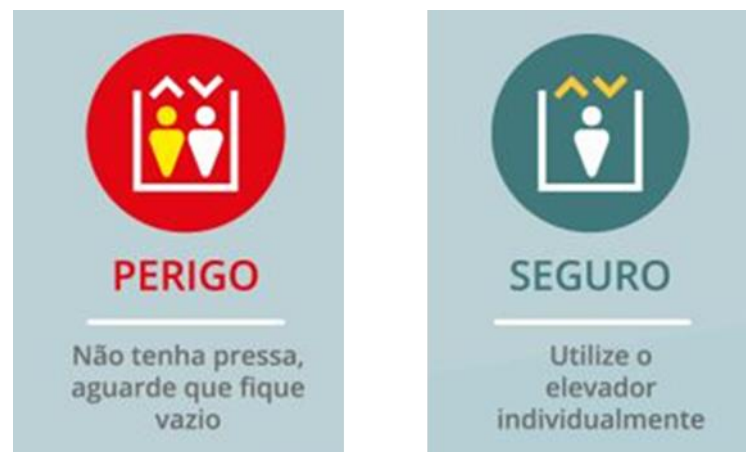 PERIGO
Não tenha pressa,
aguarde que fique
vazio
SEGURO
Utilize o
elevador
individualmente